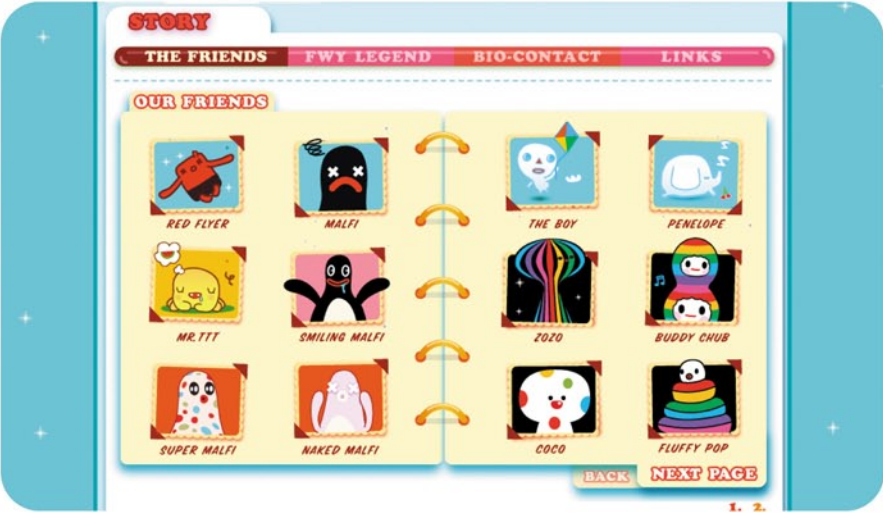 STORY
THE FRIENDS FWY LEGEND BIO-CONTACT LINKS
OUR FRIENDS
RED FLYER MALFI THE BOY PENELOPE
MR.TTT SMILING MALFI ZOZO BUDDY CHUB
SUPER MALFI NAKED MALFI COCO FLUFFY POP
BACK NEXT PAGE
1. 2.